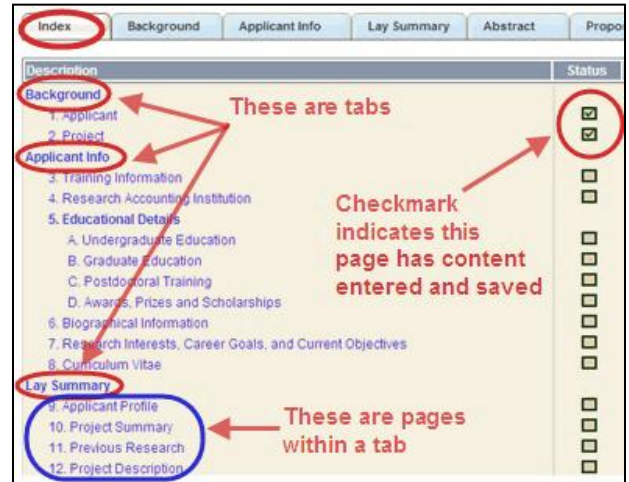 Index Background Applicant Info Lay Summary Abstract Propo
Description Status
Background
1. Applicant
2. Project
Applicant Info
3. Training Information
4. Research Accounting Institution
5. Educational Details
A. Undergraduate Education
B. Graduate Education
C. Postdoctoral Training
D. Awards, Prizes and Scholarships
6. Biographical Information
7. Research Interests, Career Goals, and Current Objectives
8. Curriculum Vitae
Lay Summary
9. Applicant Profile
10. Project Summary
11. Previous Research
12. Project Description
These are tabs
Checkmark
indicates this
page has content
entered and saved
These are pages
within a tab